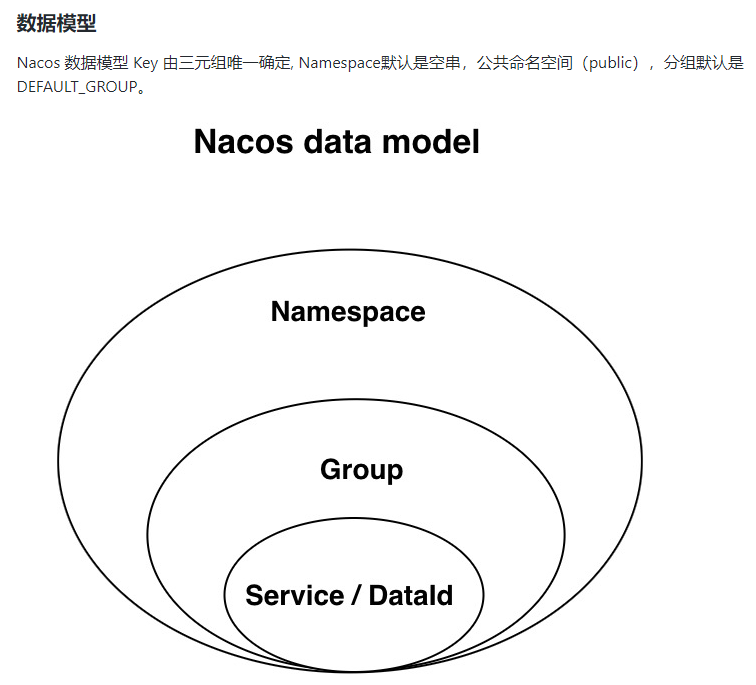 数据模型
Nacos 数据模型 Key 由三元组唯一确定, Namespace默认是空串，公共命名空间（public），分组默认是
DEFAULT_GROUP。
Nacos data model
Namespace
Group
Service / DataId